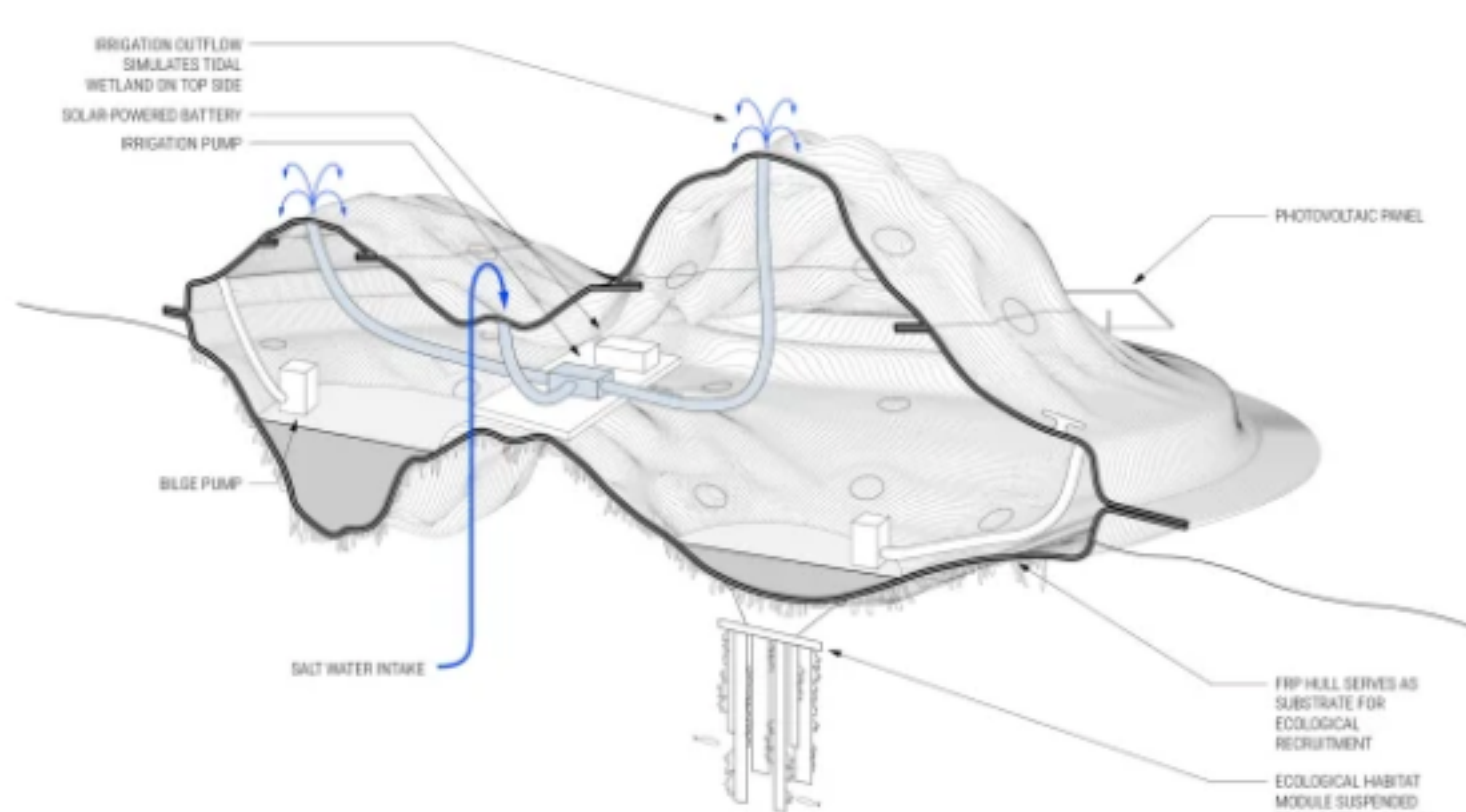 IRRIGATION OUTFLOW
SIMULATES TIDAL
WETLAND ON TOP SIDE
SOLAR-POWERED BATTERY
IRRIGATION PUMP
PHOTOVOLTAIC PANEL
BILGE PUMP
SALT WATER INTAKE
FRP HULL SERVES AS
SUBSTRATE FOR
ECOLOGICAL
RECRUITMENT
ECOLOGICAL HABITAT
MODULE SUSPENDED